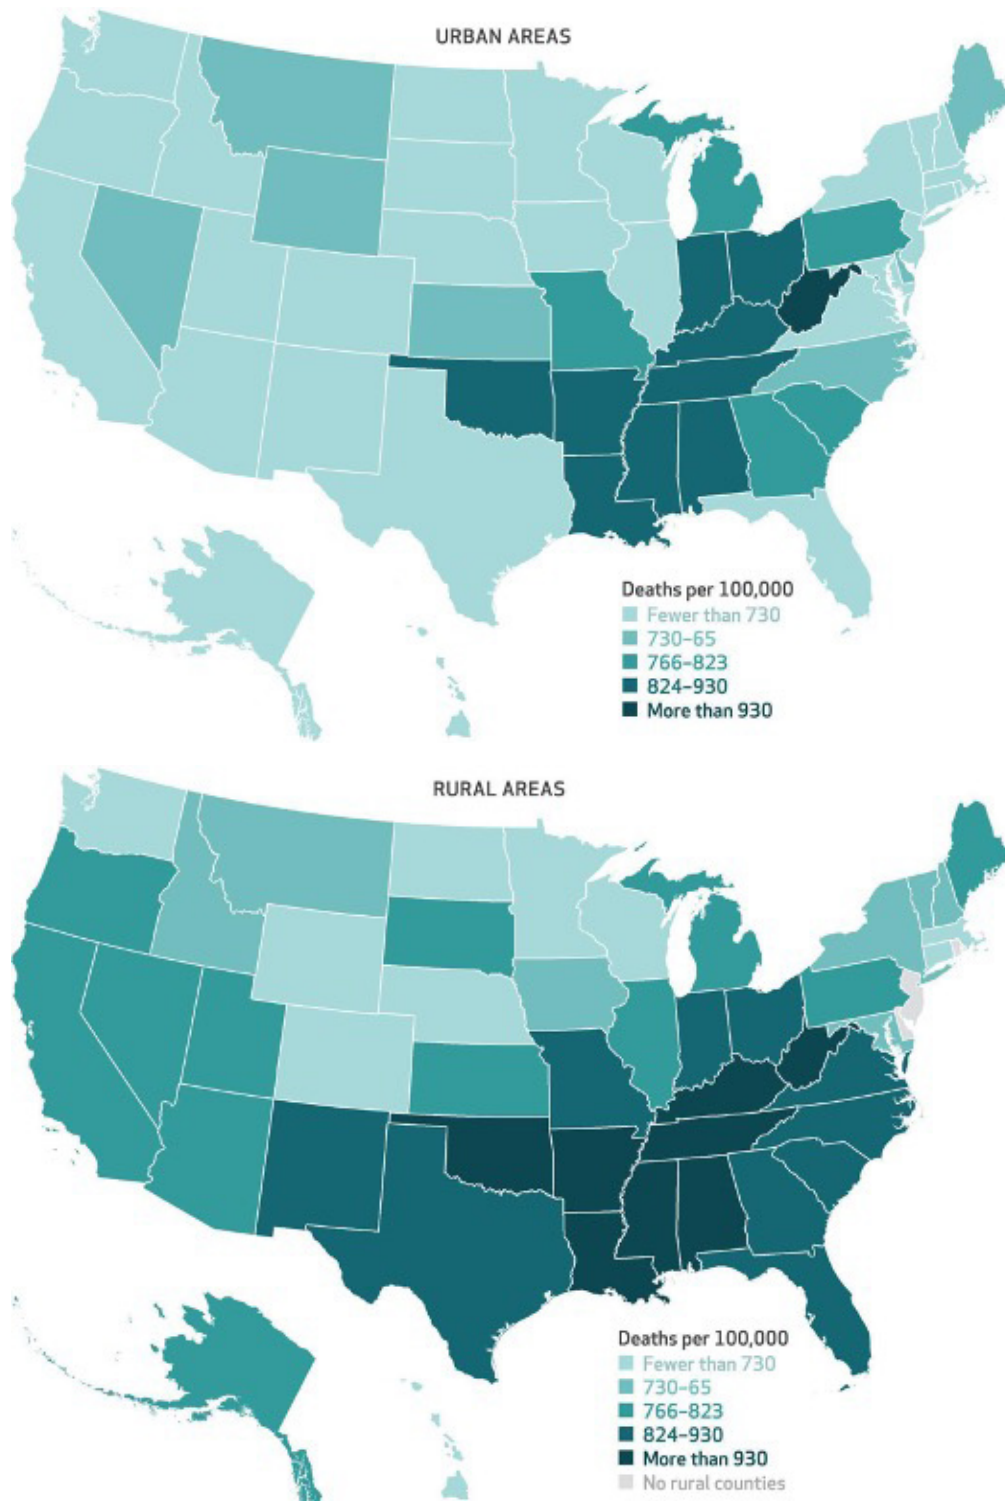 URBAN AREAS
Deaths per 100,000
Fewer than 730
730–65
766–823
824–930
More than 930
RURAL AREAS
Deaths per 100,000
Fewer than 730
730–65
766–823
824–930
More than 930
No rural counties